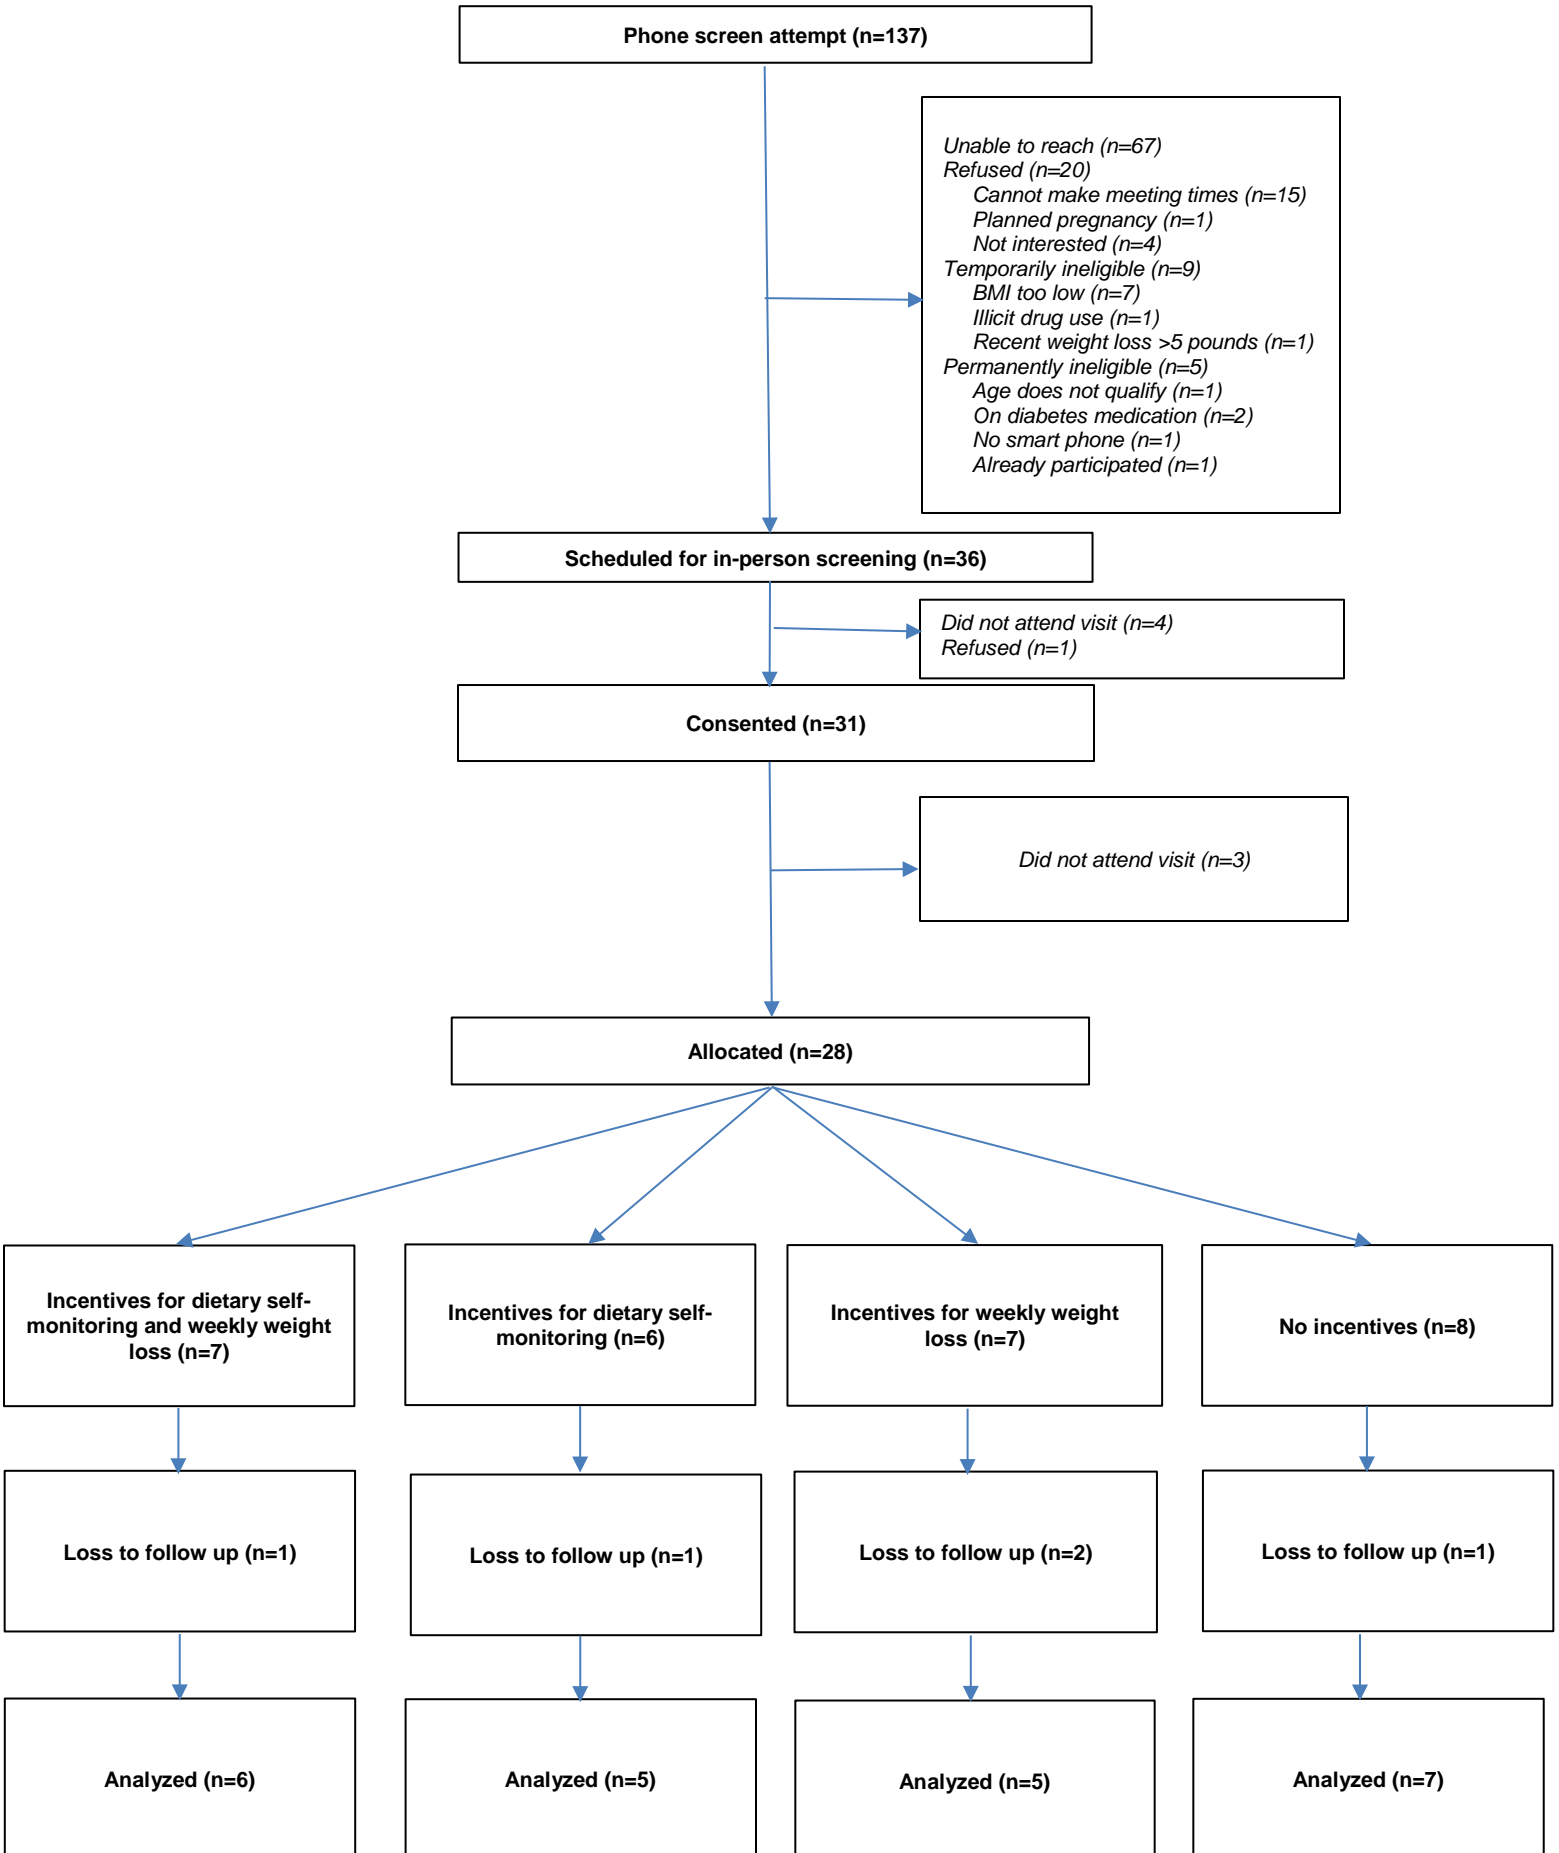 Phone screen attempt (n=137)
Unable to reach (n=67)
Refused (n=20)
Cannot make meeting times (n=15)
Planned pregnancy (n=1)
Not interested (n=4)
Temporarily ineligible (n=9)
BMI too low (n=7)
Illicit drug use (n=1)
Recent weight loss >5 pounds (n=1)
Permanently ineligible (n=5)
Age does not qualify (n=1)
On diabetes medication (n=2)
No smart phone (n=1)
Already participated (n=1)
Scheduled for in-person screening (n=36)
Did not attend visit (n=4)
Refused (n=1)
Consented (n=31)
Did not attend visit (n=3)
Allocated (n=28)
Incentives for dietary self-
monitoring and weekly weight
loss (n=7)
Incentives for dietary self-
monitoring (n=6)
Incentives for weekly weight
loss (n=7)
No incentives (n=8)
Loss to follow up (n=1)
Loss to follow up (n=1)
Loss to follow up (n=2)
Loss to follow up (n=1)
Analyzed (n=6)
Analyzed (n=5)
Analyzed (n=5)
Analyzed (n=7)